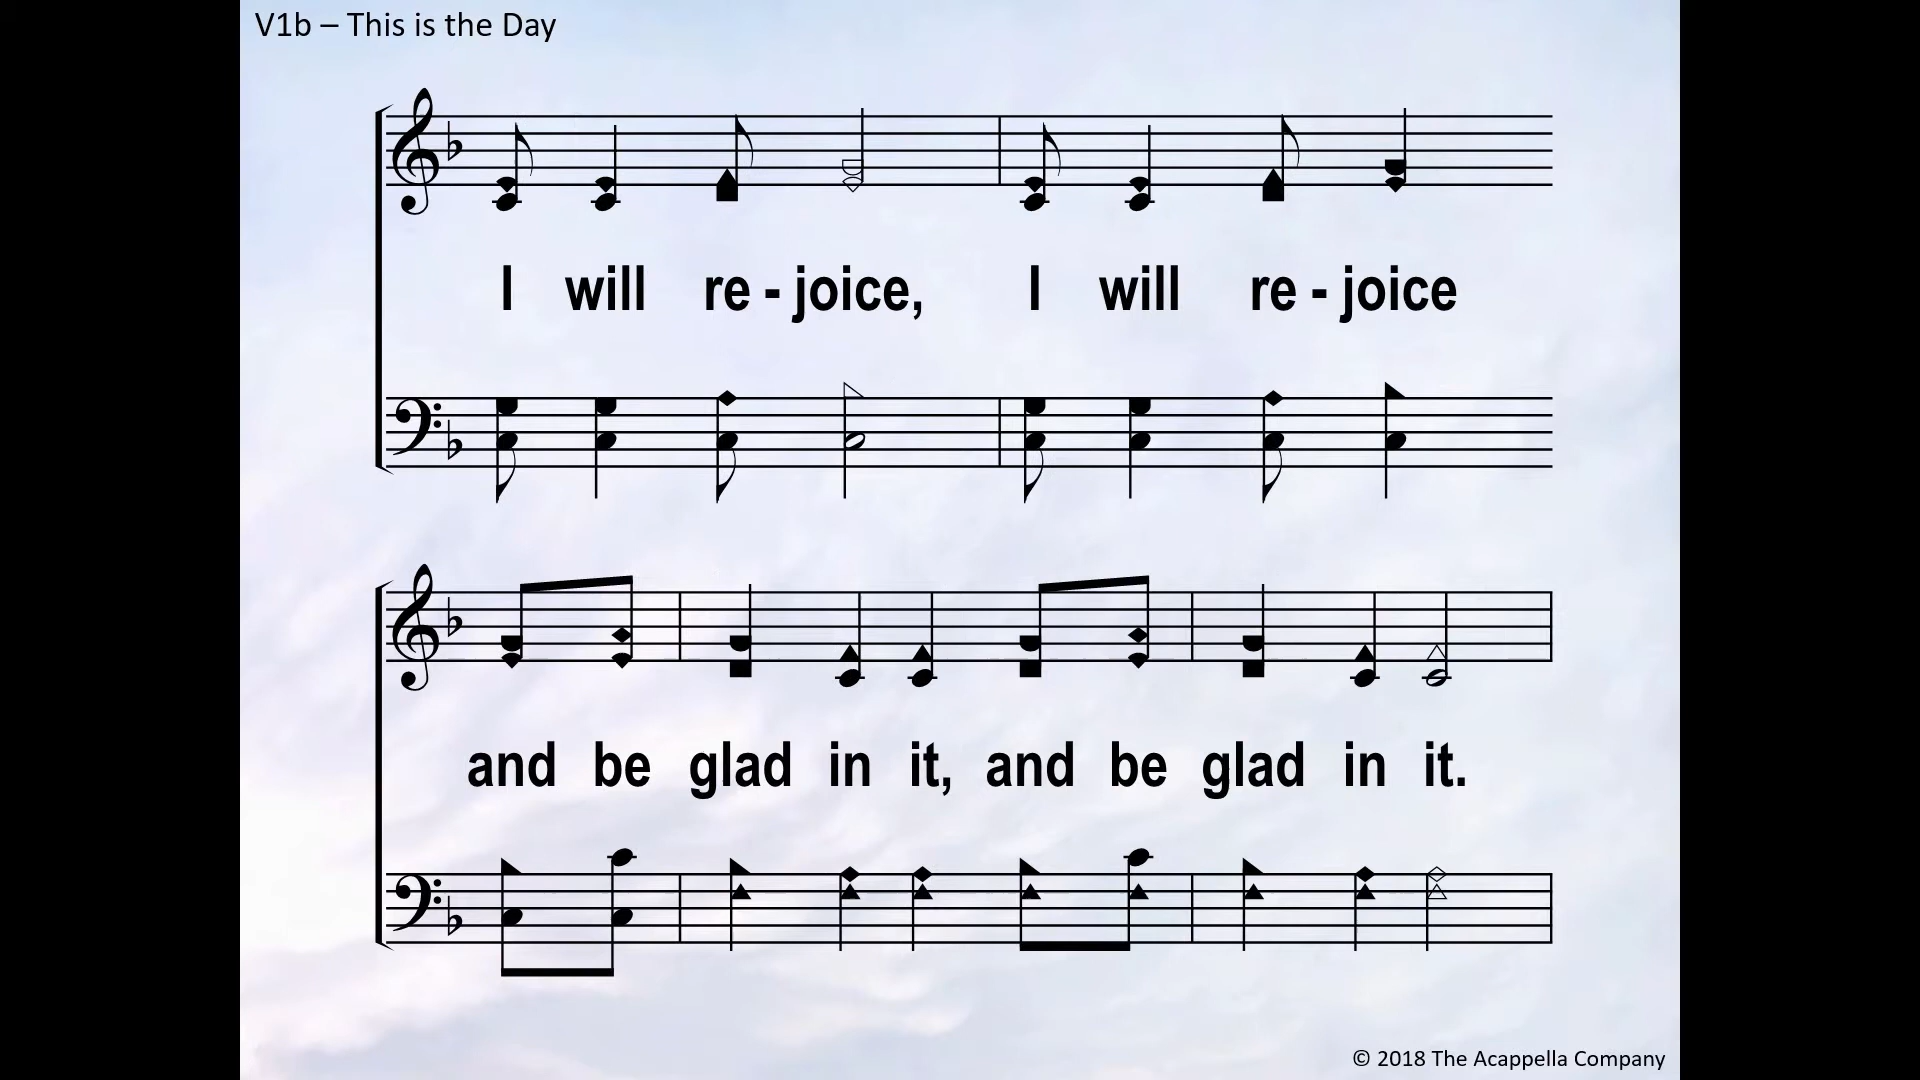 V1b – This is the Day
I will re - joice, I will re - joice
and be glad in it, and be glad in it.
© 2018 The Acappella Company